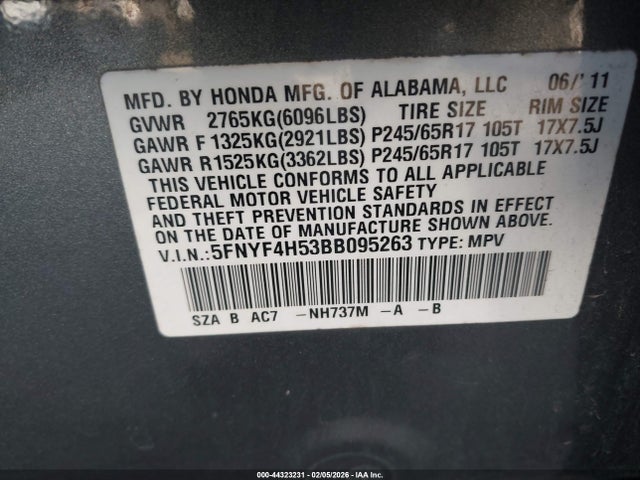 MFD. BY HONDA MFG. OF ALABAMA, LLC 06/'11
GVWR 2765KG(6096LBS) TIRE SIZE RIM SIZE
GAWR F 1325KG(2921LBS) P245/65R17 105T 17X7.5J
GAWR R1525KG(3362LBS) P245/65R17 105T 17X7.5J
THIS VEHICLE CONFORMS TO ALL APPLICABLE
FEDERAL MOTOR VEHICLE SAFETY
AND THEFT PREVENTION STANDARDS IN EFFECT
ON THE DATE OF MANUFACTURE SHOWN ABOVE.
V.I.N.:5FNYF4H53BB095263 TYPE: MPV
SZA B AC7 -NH737M -A -B
000-44323231 - 02/05/2026 - IAA Inc.